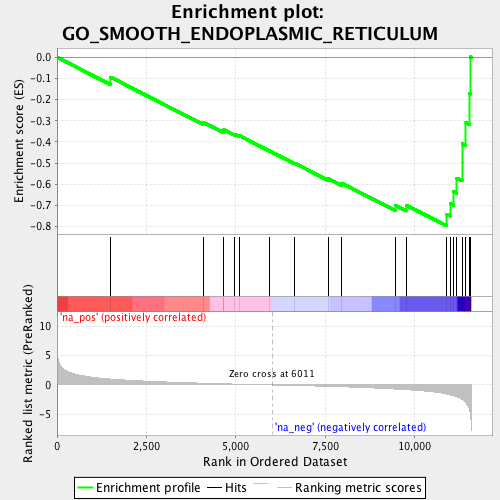 Enrichment plot:
GO_SMOOTH_ENDOPLASMIC_RETICULUM
Enrichment score (ES)
0.0
-0.1
-0.2
-0.3
-0.4
-0.5
-0.6
-0.7
-0.8
'na_pos' (positively correlated)
Ranked list metric (PreRanked)
10
5
0
-5
Zero cross at 6011
'na_neg' (negatively correlated)
0
2,500
5,000
7,500
10,000
Rank in Ordered Dataset
Enrichment profile
Hits
Ranking metric scores